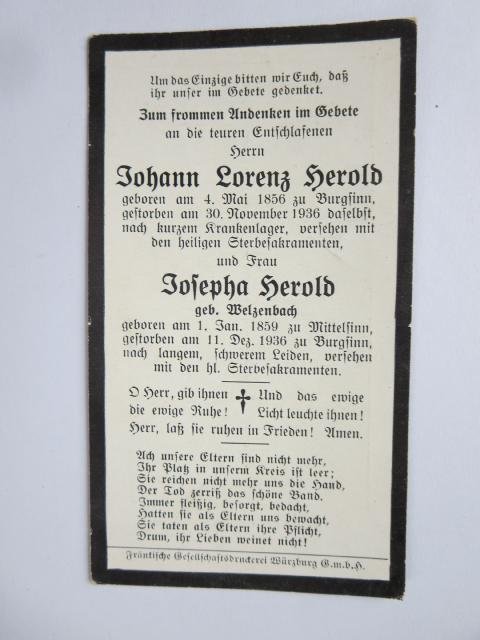 Um das Einzige bitten wir Euch, daß
ihr unser im Gebete gedenket.
Zum frommen Andenken im Gebete
an die teuren Entschlafenen
Herrn
Johann Lorenz Herold
geboren am 4. Mai 1856 zu Burgsinn,
gestorben am 30. November 1936 daselbst,
nach kurzem Krankenlager, versehen mit
den heiligen Sterbesakramenten,
und Frau
Josepha Herold
geb. Welzenbach
geboren am 1. Jan. 1859 zu Mittelsinn,
gestorben am 11. Dez. 1936 zu Burgsinn,
nach langem, schwerem Leiden, versehen
mit den hl. Sterbesakramenten.
O Herr, gib ihnen Und das ewige
die ewige Ruhe! Licht leuchte ihnen!
Herr, laß sie ruhen in Frieden! Amen.
Ach unsere Eltern sind nicht mehr,
Ihr Platz in unserm Kreis ist leer;
Sie reichen nicht mehr uns die Hand,
Der Tod zerriß das schöne Band.
Immer fleißig, besorgt, bedacht,
Hatten sie als Eltern uns bewacht,
Sie taten als Eltern ihre Pflicht,
Drum, ihr Lieben weinet nicht!
Fränkische Gesellschaftsdruckerei Würzburg G.m.b.H.